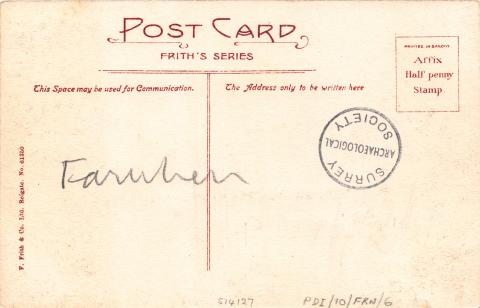 POST CARD
FRITH'S SERIES
This Space may be used for Communication.
The Address only to be written here
PRINTED IN SAXONY
Affix
Half penny
Stamp
SURREY
ARCHAEOLOGICAL
SOCIETY
F. Frith & Co. Ltd. Reigate. No. 61350
514127
PDI/10/FRN/6